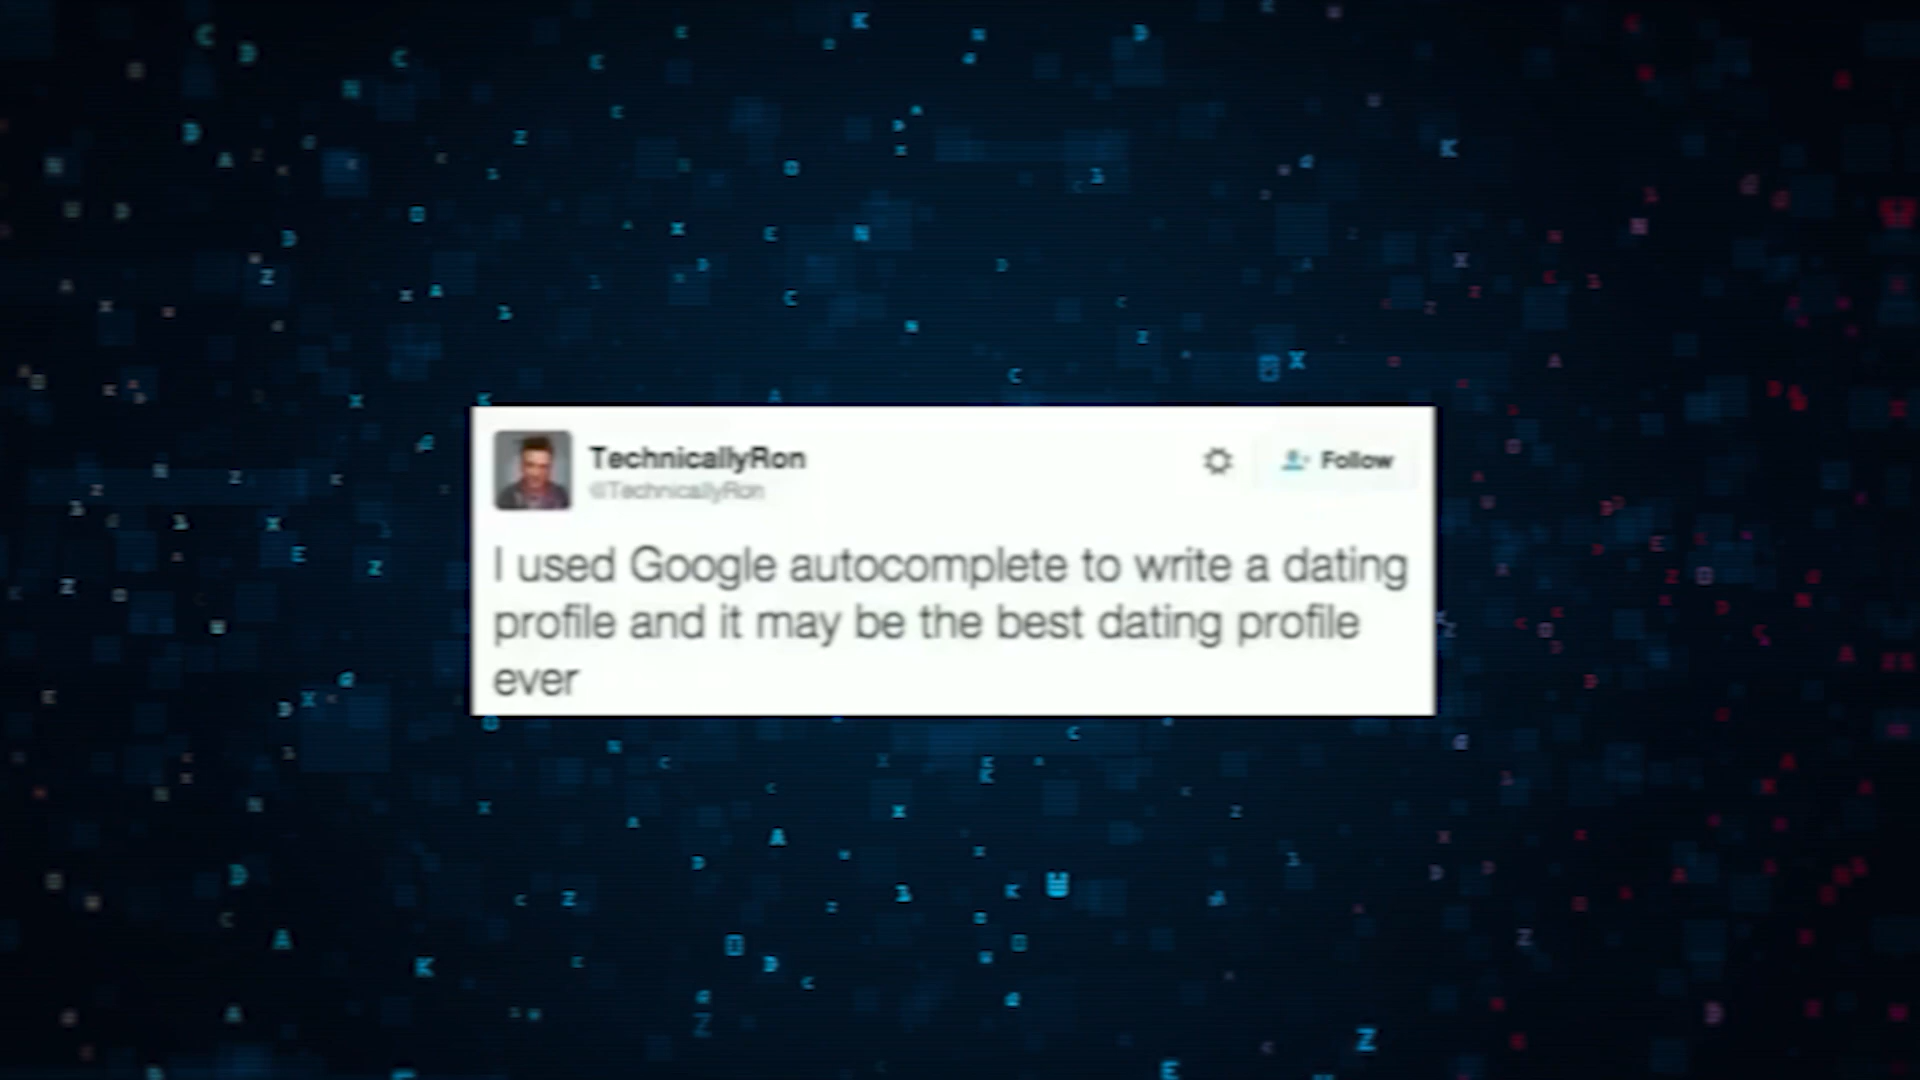 TechnicallyRon
@TechnicallyRon
Follow
I used Google autocomplete to write a dating
profile and it may be the best dating profile
ever